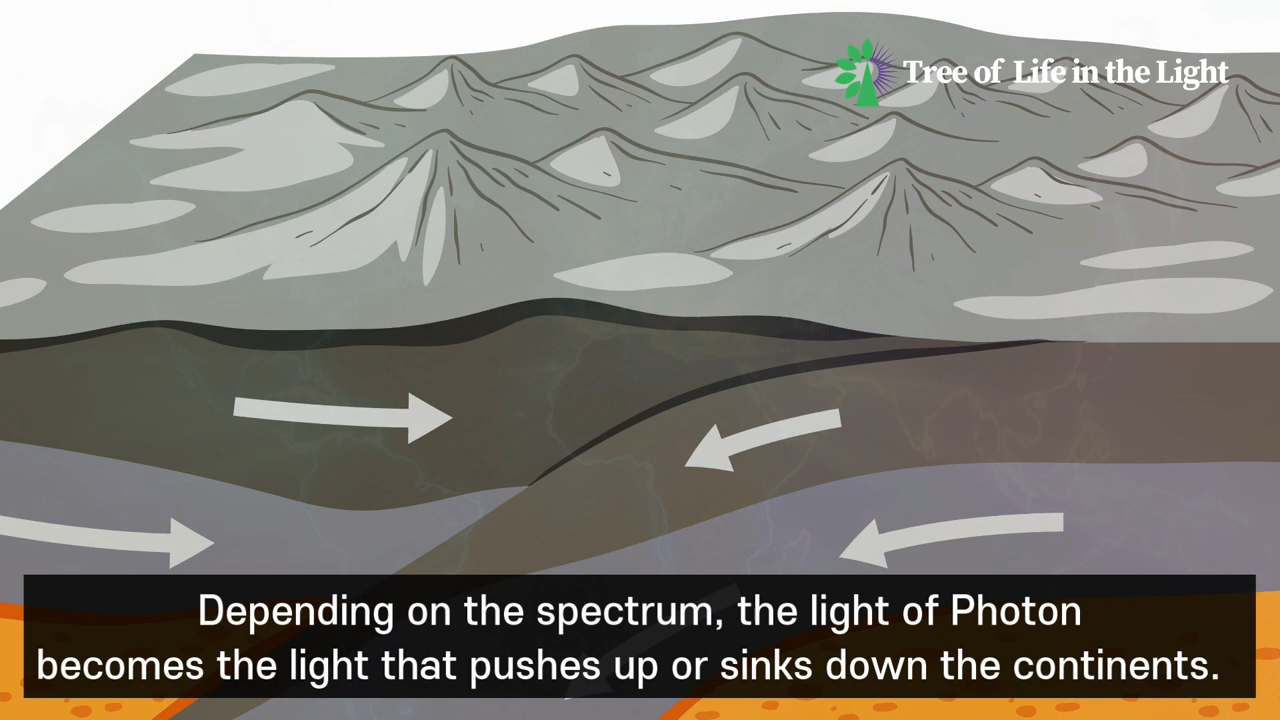 Tree of Life in the Light
Depending on the spectrum, the light of Photon
becomes the light that pushes up or sinks down the continents.